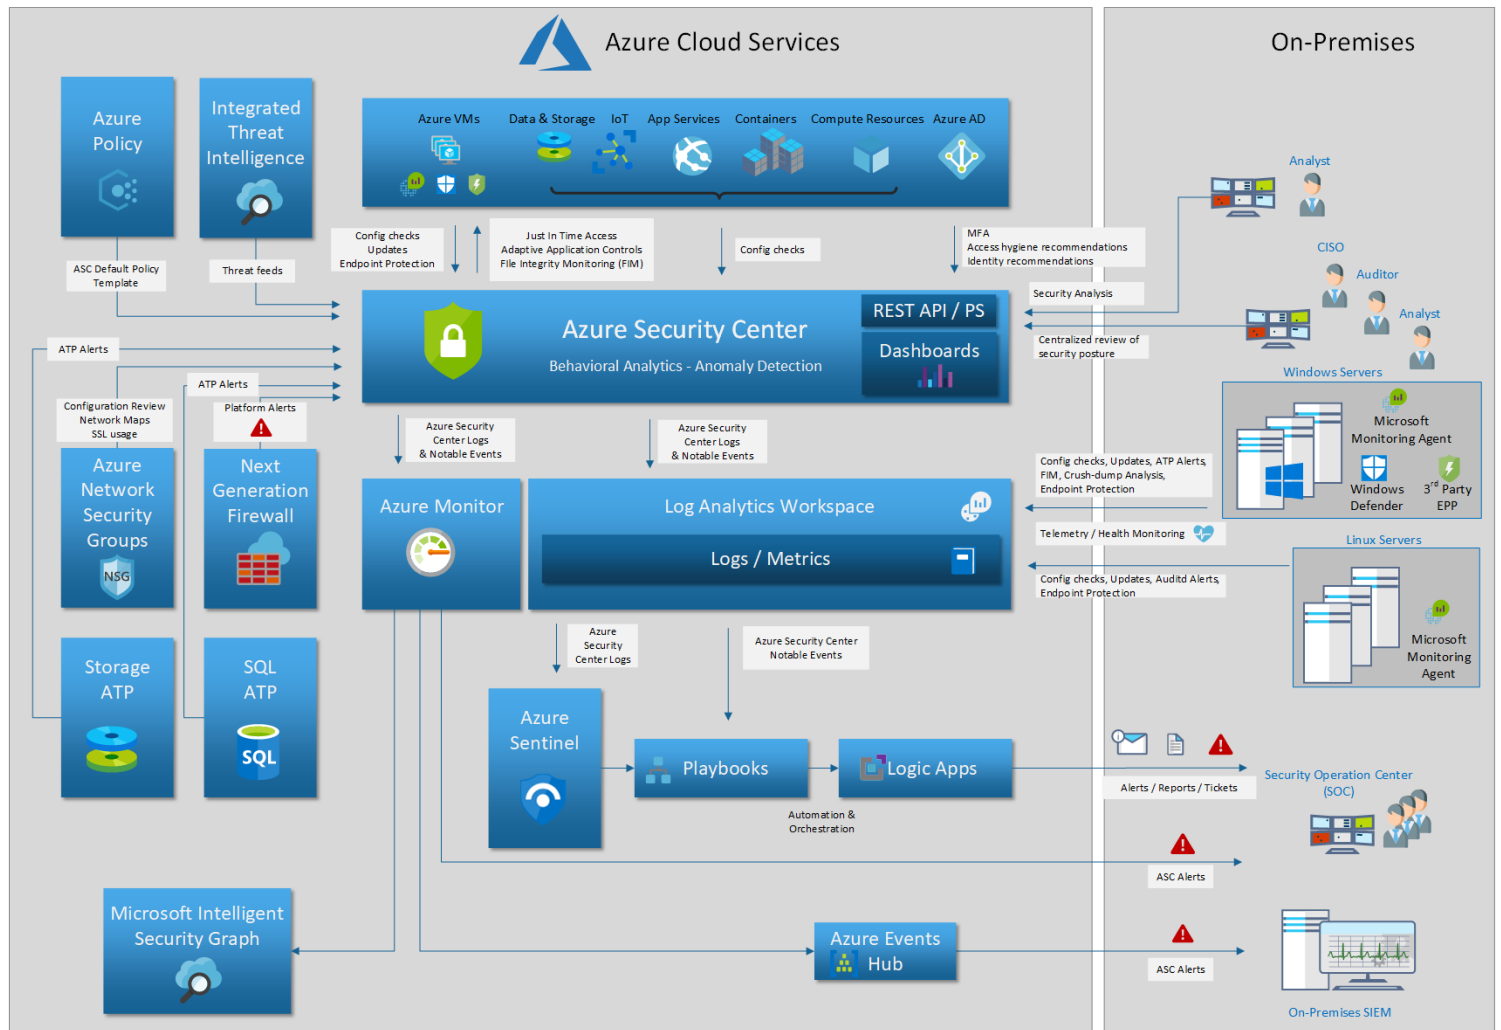 Azure Cloud Services
On-Premises
Azure
Policy
Integrated
Threat
Intelligence
Azure VMs
Data & Storage
IoT
App Services
Containers
Compute Resources
Azure AD
Analyst
ASC Default Policy
Template
Threat feeds
Config checks
Updates
Endpoint Protection
Just In Time Access
Adaptive Application Controls
FIle Integrity Monitoring (FIM)
Config checks
MFA
Access hygiene recommendations
Identity recommendations
CISO
Auditor
Analyst
Security Analysis
Centralized review of
security posture
Azure Security Center
Behavioral Analytics - Anomaly Detection
REST API / PS
Dashboards
ATP Alerts
ATP Alerts
Configuration Review
Network Maps
SSL usage
Platform Alerts
Azure Security
Center Logs
& Notable Events
Azure Security
Center Logs
& Notable Events
Windows Servers
Microsoft
Monitoring Agent
Windows
Defender
3rd Party
EPP
Config checks, Updates, ATP Alerts,
FIM, Crush-dump Analysis,
Endpoint Protection
Telemetry / Health Monitoring
Linux Servers
Config checks, Updates, Auditd Alerts,
Endpoint Protection
Microsoft
Monitoring
Agent
Azure
Network
Security
Groups
NSG
Next
Generation
Firewall
Azure Monitor
Log Analytics Workspace
Logs / Metrics
Storage
ATP
SQL
ATP
SQL
Azure
Security
Center Logs
Azure Security Center
Notable Events
Azure
Sentinel
Playbooks
Logic Apps
Automation &
Orchestration
Alerts / Reports / Tickets
Security Operation Center
(SOC)
ASC Alerts
Microsoft Intelligent
Security Graph
Azure Events
Hub
ASC Alerts
On-Premises SIEM